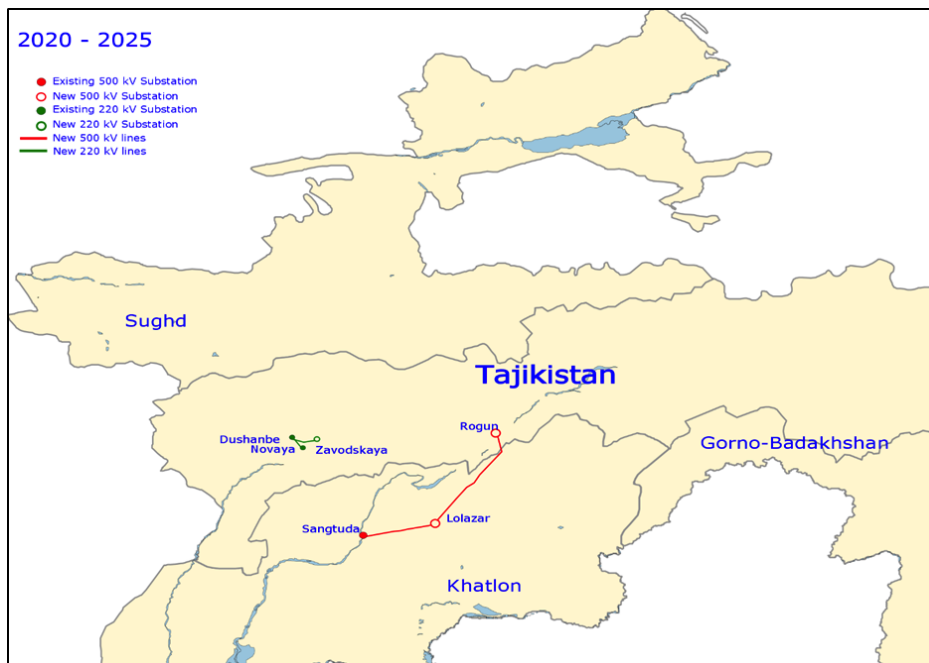 2020 - 2025
Existing 500 kV Substation
New 500 kV Substation
Existing 220 kV Substation
New 220 kV Substation
New 500 kV lines
New 220 kV lines
Sughd
Tajikistan
Rogun
Dushanbe
Novaya
Zavodskaya
Gorno-Badakhshan
Lolazar
Sangtuda
Khatlon